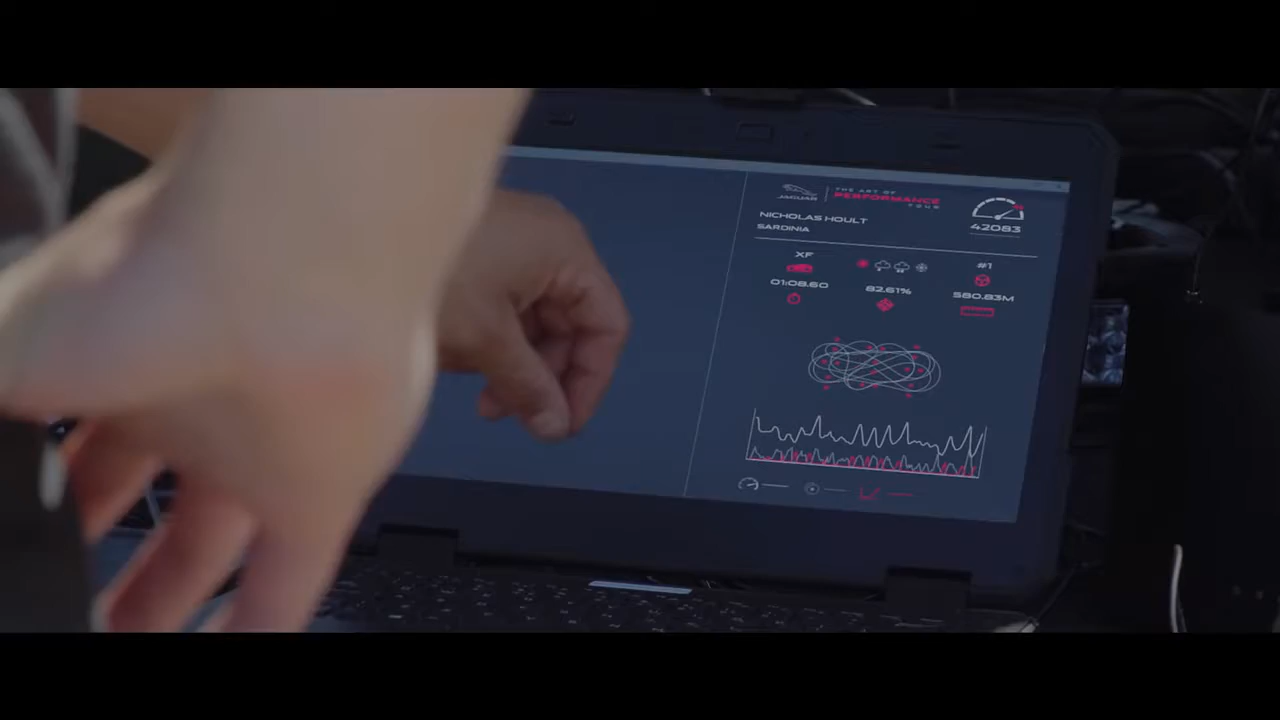 JAGUAR
THE ART OF
PERFORMANCE
TOUR
NICHOLAS HOULT
SARDINIA
42083
XF
#1
01:08.60
82.61%
580.83M